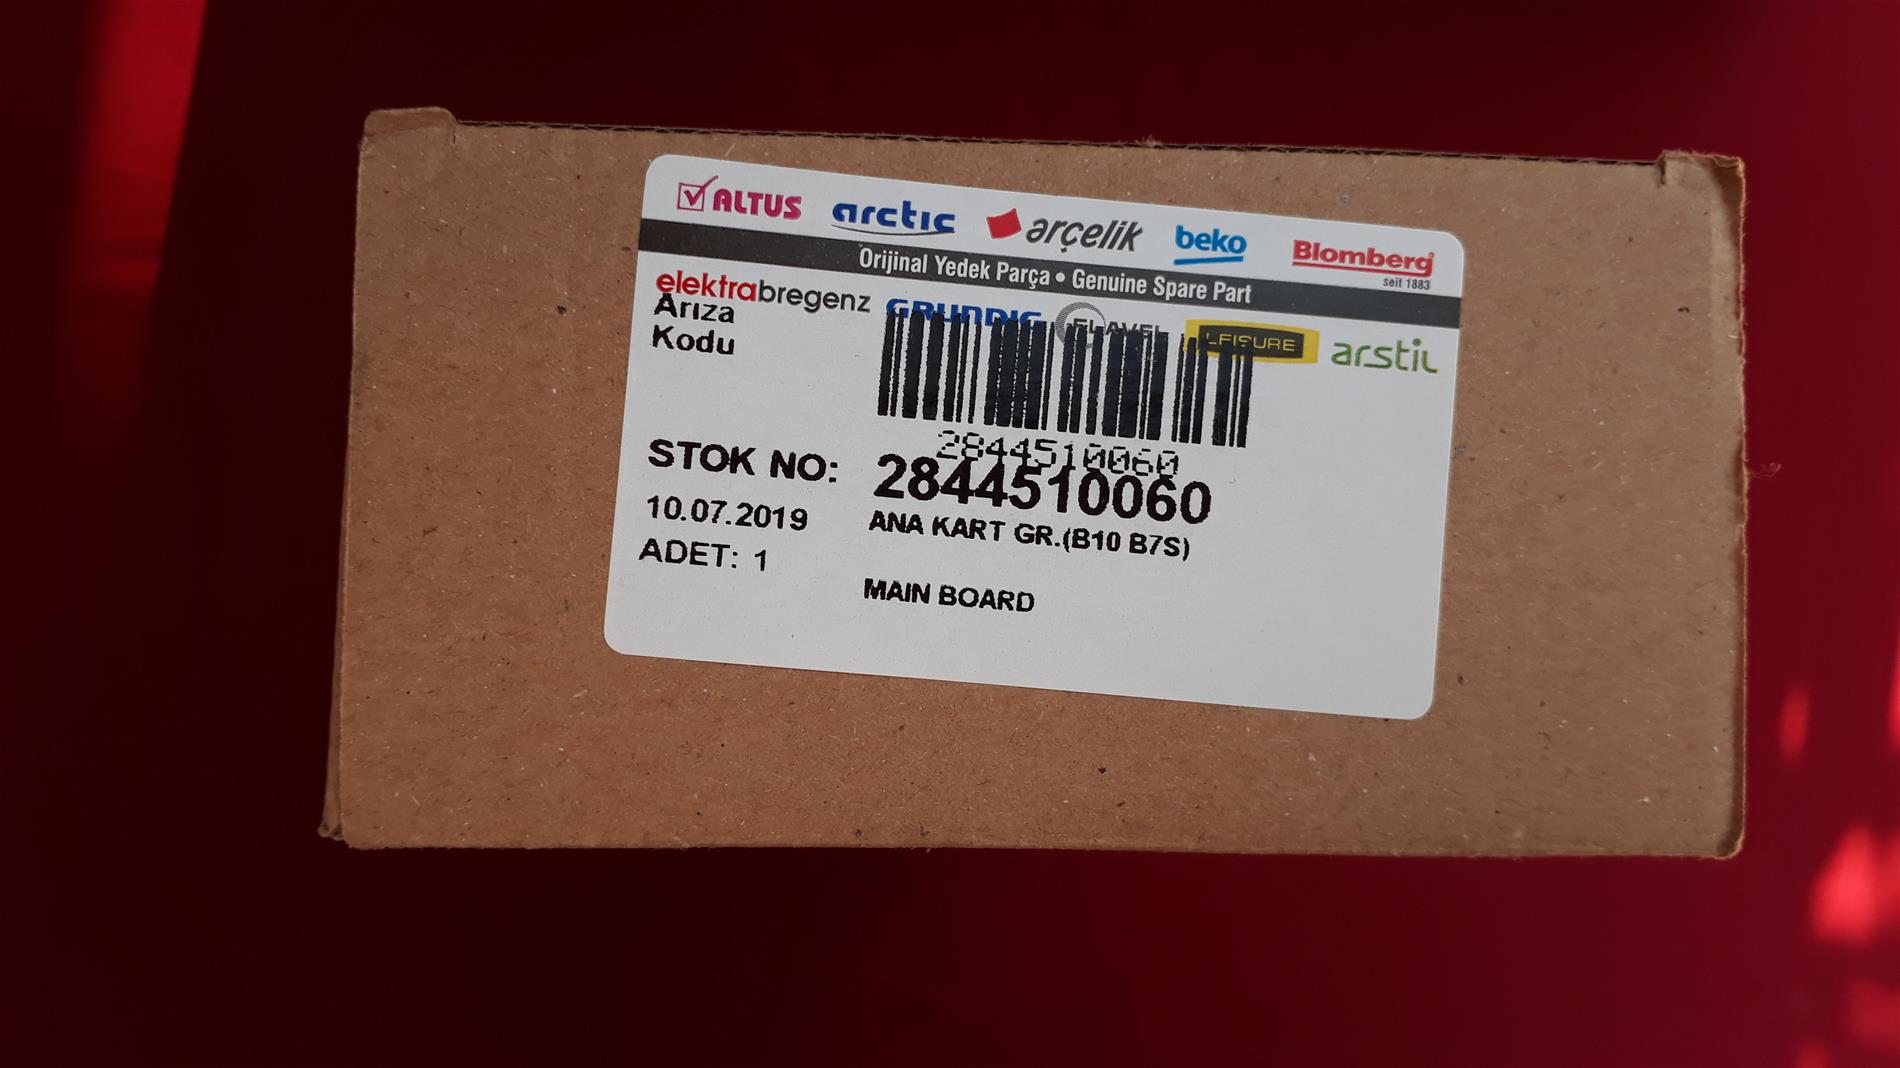 ALTUS arctic arçelik beko Blomberg
seit 1883
Orijinal Yedek Parça • Genuine Spare Part
elektrabregenz GRUNDIG FLAVEL LEISURE arstil
Arıza
Kodu
2844510060
STOK NO: 2844510060
10.07.2019 ANA KART GR.(B10 B7S)
ADET: 1
MAIN BOARD